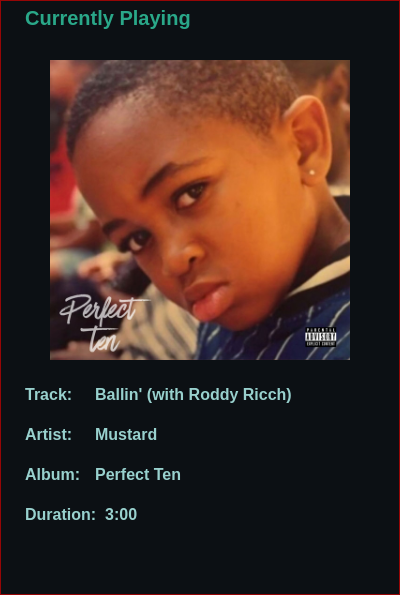 Currently Playing
Perfect
Ten
PARENTAL
ADVISORY
EXPLICIT CONTENT
Track: Ballin' (with Roddy Ricch)
Artist: Mustard
Album: Perfect Ten
Duration: 3:00